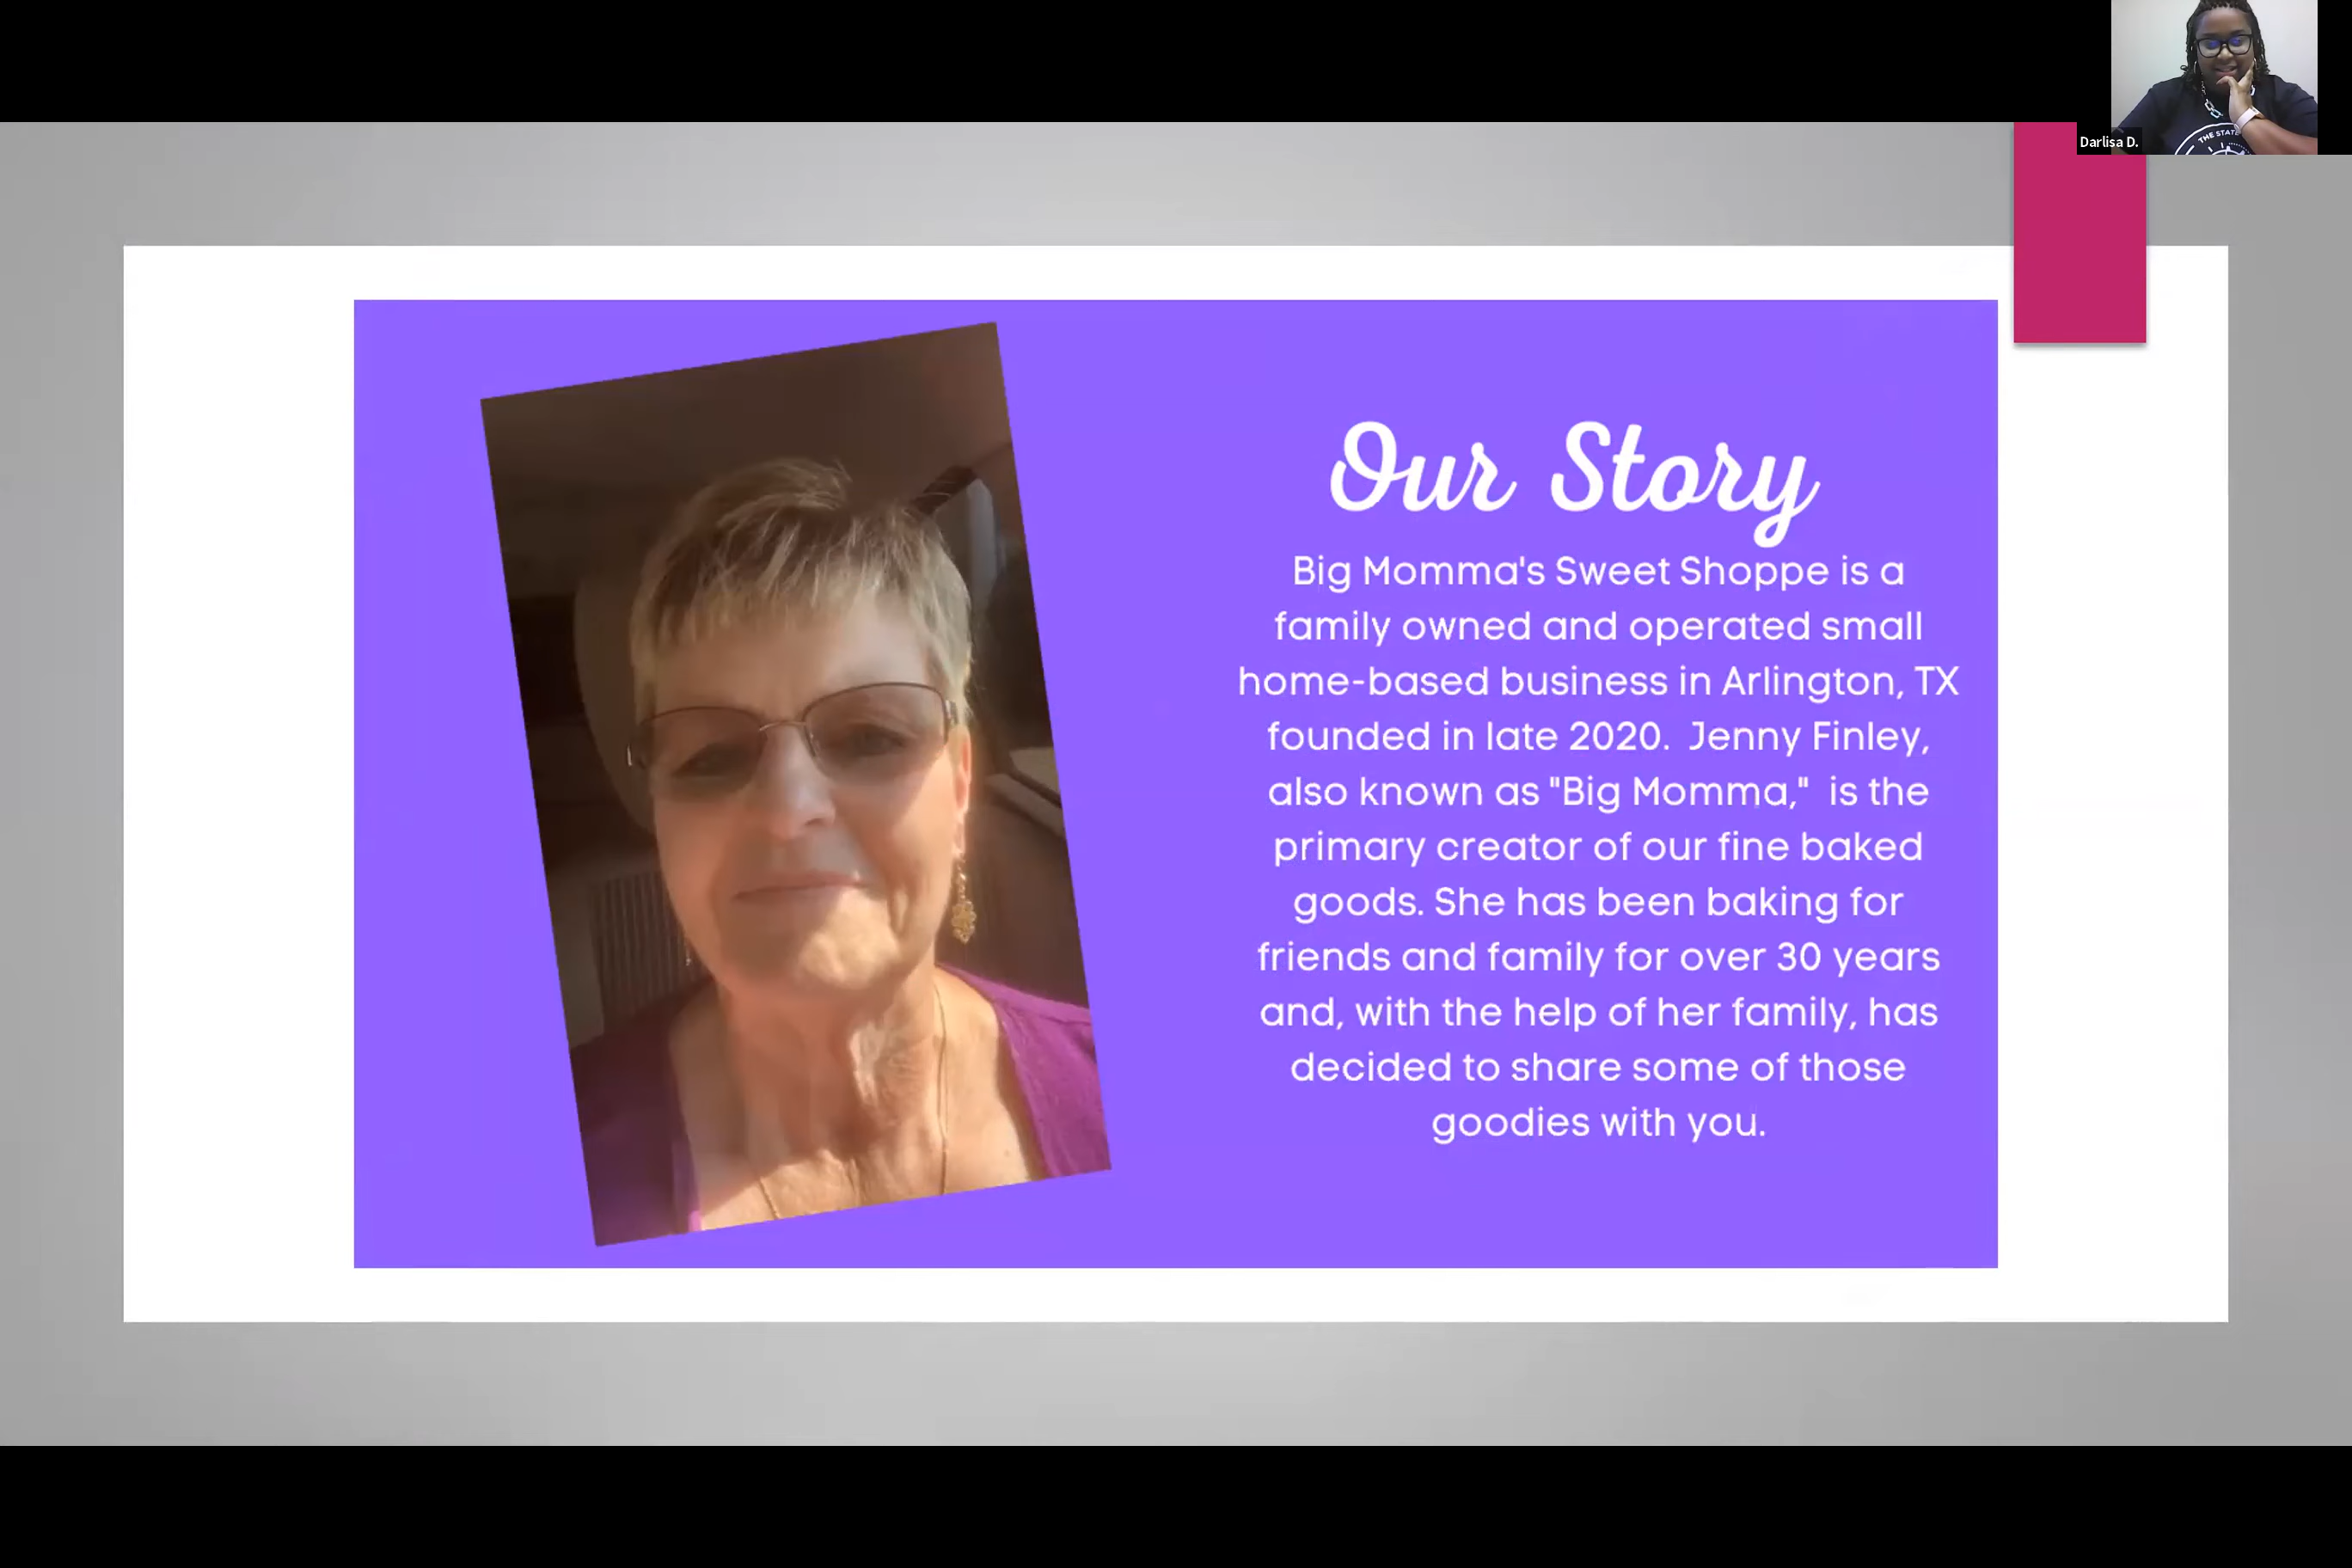 THE STATE
Darlisa D.
Our Story
Big Momma's Sweet Shoppe is a
family owned and operated small
home-based business in Arlington, TX
founded in late 2020.  Jenny Finley,
also known as "Big Momma,"  is the
primary creator of our fine baked
goods. She has been baking for
friends and family for over 30 years
and, with the help of her family, has
decided to share some of those
goodies with you.